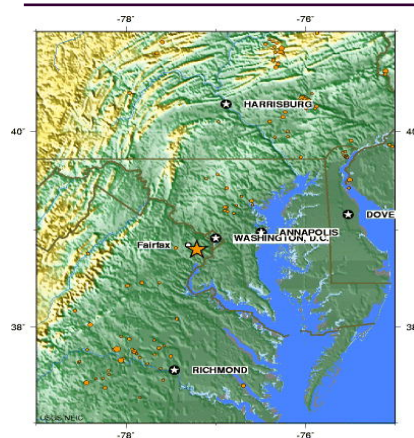 -78° -76°
HARRISBURG
40° 40°
DOVE
ANNAPOLIS
WASHINGTON, D.C.
Fairfax
38° 38
RICHMOND
USGS NEIC
-78° -76°